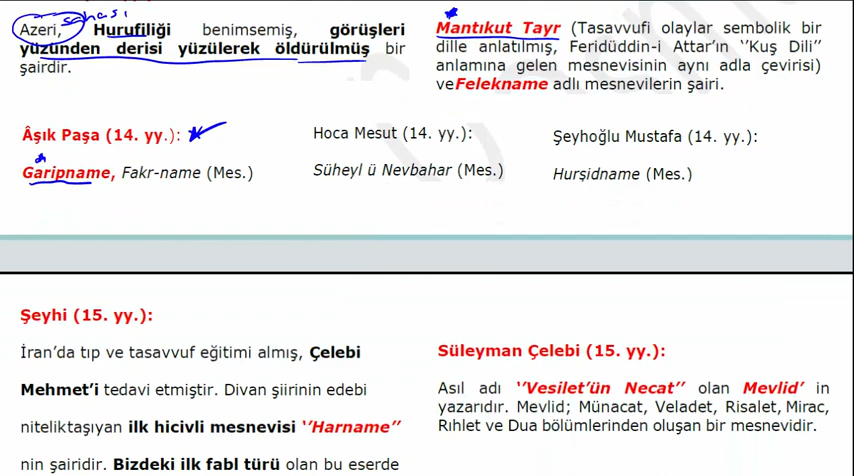 Azeri, sahası Hurufiliği benimsemiş, görüşleri
yüzünden derisi yüzülerek öldürülmüş bir
şairdir.
Mantıkut Tayr (Tasavvufi olaylar sembolik bir
dille anlatılmış, Feridüddin-i Attar’ın ‘‘Kuş Dili’’
anlamına gelen mesnevisinin aynı adla çevirisi)
veFelekname adlı mesnevilerin şairi.
Âşık Paşa (14. yy.):
Garipname, Fakr-name (Mes.)
Hoca Mesut (14. yy.):
Süheyl ü Nevbahar (Mes.)
Şeyhoğlu Mustafa (14. yy.):
Hurşidname (Mes.)
Şeyhi (15. yy.):
İran’da tıp ve tasavvuf eğitimi almış, Çelebi
Mehmet’i tedavi etmiştir. Divan şiirinin edebi
niteliktaşıyan ilk hicivli mesnevisi ‘‘Harname’’
nin şairidir. Bizdeki ilk fabl türü olan bu eserde
Süleyman Çelebi (15. yy.):
Asıl adı ‘‘Vesilet’ün Necat’’ olan Mevlid’ in
yazarıdır. Mevlid; Münacat, Veladet, Risalet, Mirac,
Rıhlet ve Dua bölümlerinden oluşan bir mesnevidir.